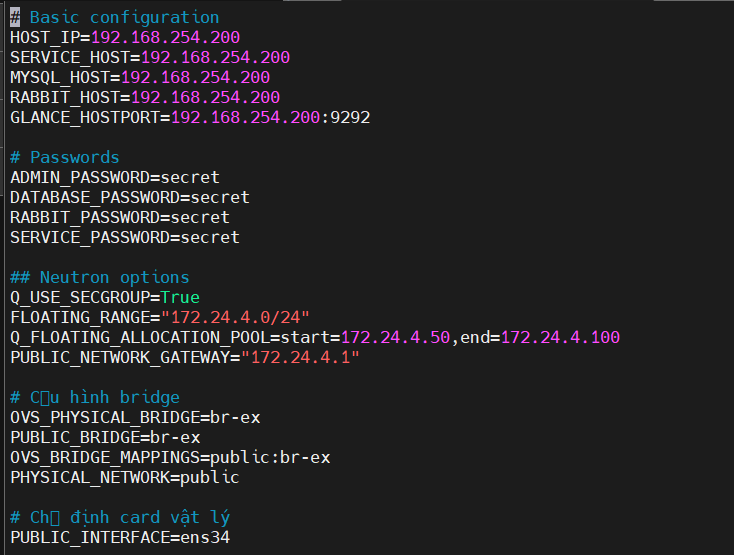 # Basic configuration
HOST_IP=192.168.254.200
SERVICE_HOST=192.168.254.200
MYSQL_HOST=192.168.254.200
RABBIT_HOST=192.168.254.200
GLANCE_HOSTPORT=192.168.254.200:9292
# Passwords
ADMIN_PASSWORD=secret
DATABASE_PASSWORD=secret
RABBIT_PASSWORD=secret
SERVICE_PASSWORD=secret
## Neutron options
Q_USE_SECGROUP=True
FLOATING_RANGE="172.24.4.0/24"
Q_FLOATING_ALLOCATION_POOL=start=172.24.4.50,end=172.24.4.100
PUBLIC_NETWORK_GATEWAY="172.24.4.1"
# C▯u hình bridge
OVS_PHYSICAL_BRIDGE=br-ex
PUBLIC_BRIDGE=br-ex
OVS_BRIDGE_MAPPINGS=public:br-ex
PHYSICAL_NETWORK=public
# Ch▯ định card vật lý
PUBLIC_INTERFACE=ens34